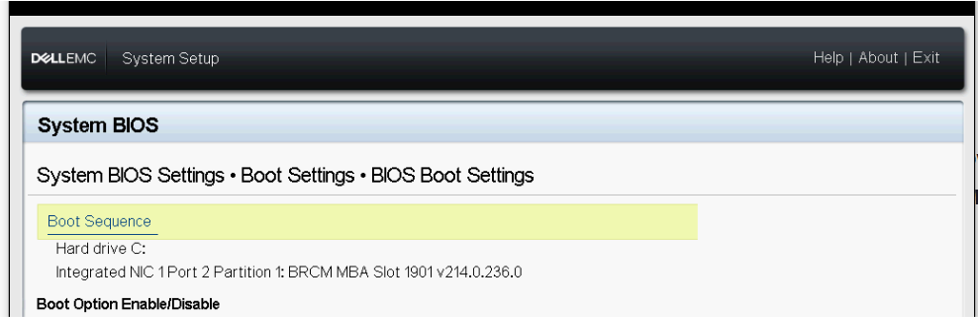 DELLEMC System Setup Help | About | Exit
System BIOS
System BIOS Settings • Boot Settings • BIOS Boot Settings
Boot Sequence
Hard drive C:
Integrated NIC 1 Port 2 Partition 1: BRCM MBA Slot 1901 v214.0.236.0
Boot Option Enable/Disable